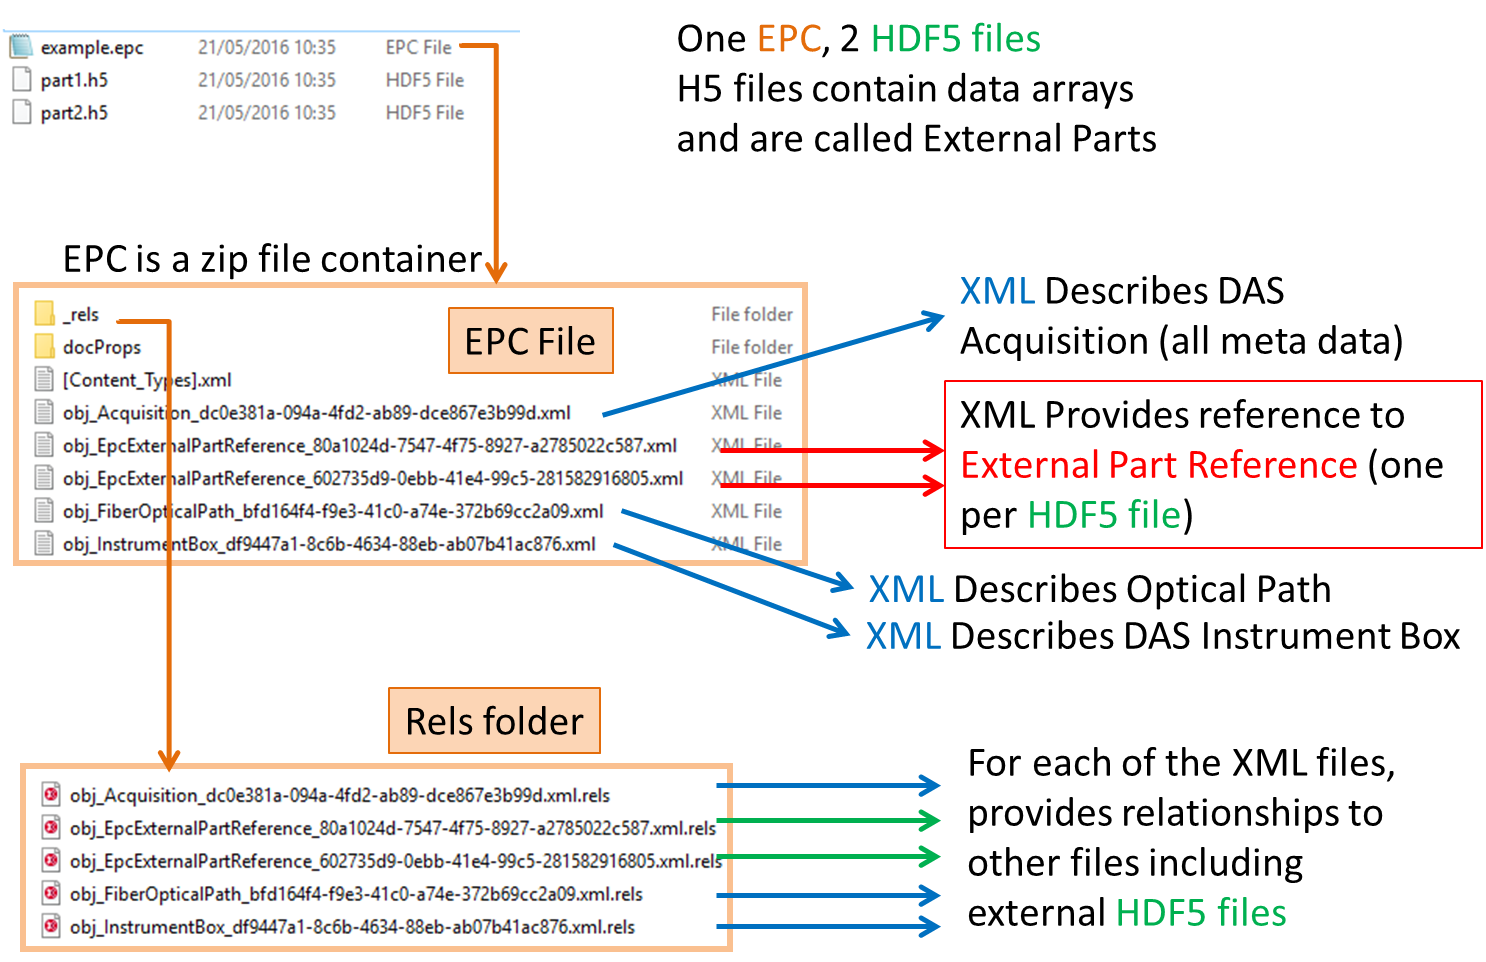 example.epc 21/05/2016 10:35 EPC File
part1.h5 21/05/2016 10:35 HDF5 File
part2.h5 21/05/2016 10:35 HDF5 File
One EPC, 2 HDF5 files
H5 files contain data arrays
and are called External Parts
EPC is a zip file container
EPC File
_rels File folder
docProps File folder
[Content_Types].xml XML File
obj_Acquisition_dc0e381a-094a-4fd2-ab89-dce867e3b99d.xml XML File
obj_EpcExternalPartReference_80a1024d-7547-4f75-8927-a2785022c587.xml XML File
obj_EpcExternalPartReference_602735d9-0ebb-41e4-99c5-281582916805.xml XML File
obj_FiberOpticalPath_bfd164f4-f9e3-41c0-a74e-372b69cc2a09.xml XML File
obj_InstrumentBox_df9447a1-8c6b-4634-88eb-ab07b41ac876.xml XML File
XML Describes DAS
Acquisition (all meta data)
XML Provides reference to
External Part Reference (one
per HDF5 file)
XML Describes Optical Path
XML Describes DAS Instrument Box
Rels folder
obj_Acquisition_dc0e381a-094a-4fd2-ab89-dce867e3b99d.xml.rels
obj_EpcExternalPartReference_80a1024d-7547-4f75-8927-a2785022c587.xml.rels
obj_EpcExternalPartReference_602735d9-0ebb-41e4-99c5-281582916805.xml.rels
obj_FiberOpticalPath_bfd164f4-f9e3-41c0-a74e-372b69cc2a09.xml.rels
obj_InstrumentBox_df9447a1-8c6b-4634-88eb-ab07b41ac876.xml.rels
For each of the XML files,
provides relationships to
other files including
external HDF5 files